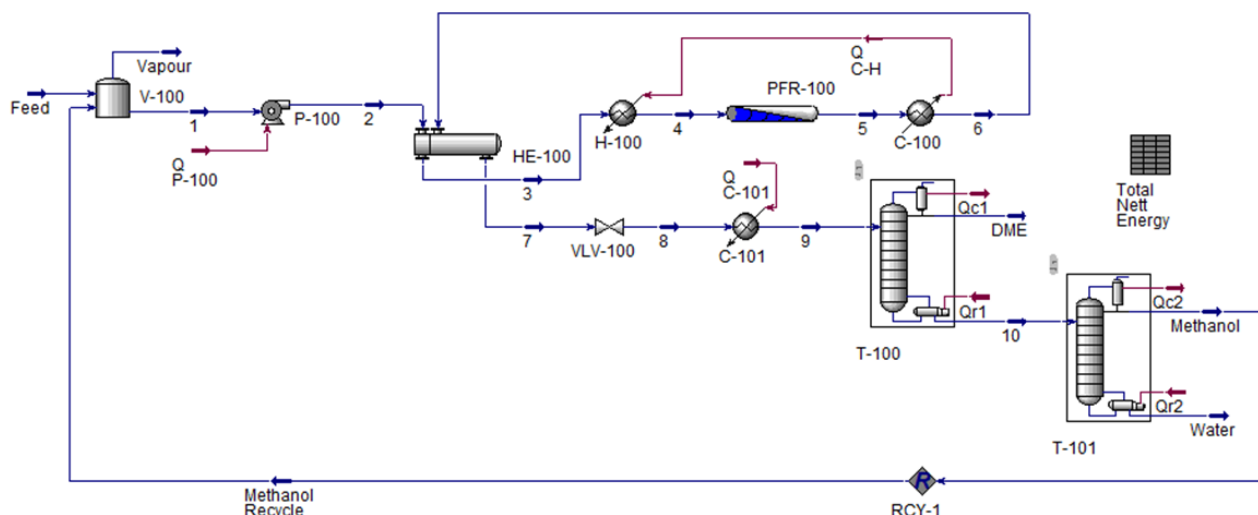 Vapour
Feed
V-100
1
P-100
2
Q
P-100
HE-100
3
H-100
4
PFR-100
5
C-100
6
Q
C-H
7
VLV-100
8
Q
C-101
C-101
9
T-100
Qc1
DME
Qr1
10
Total
Nett
Energy
T-101
Qc2
Methanol
Qr2
Water
Methanol
Recycle
R
RCY-1